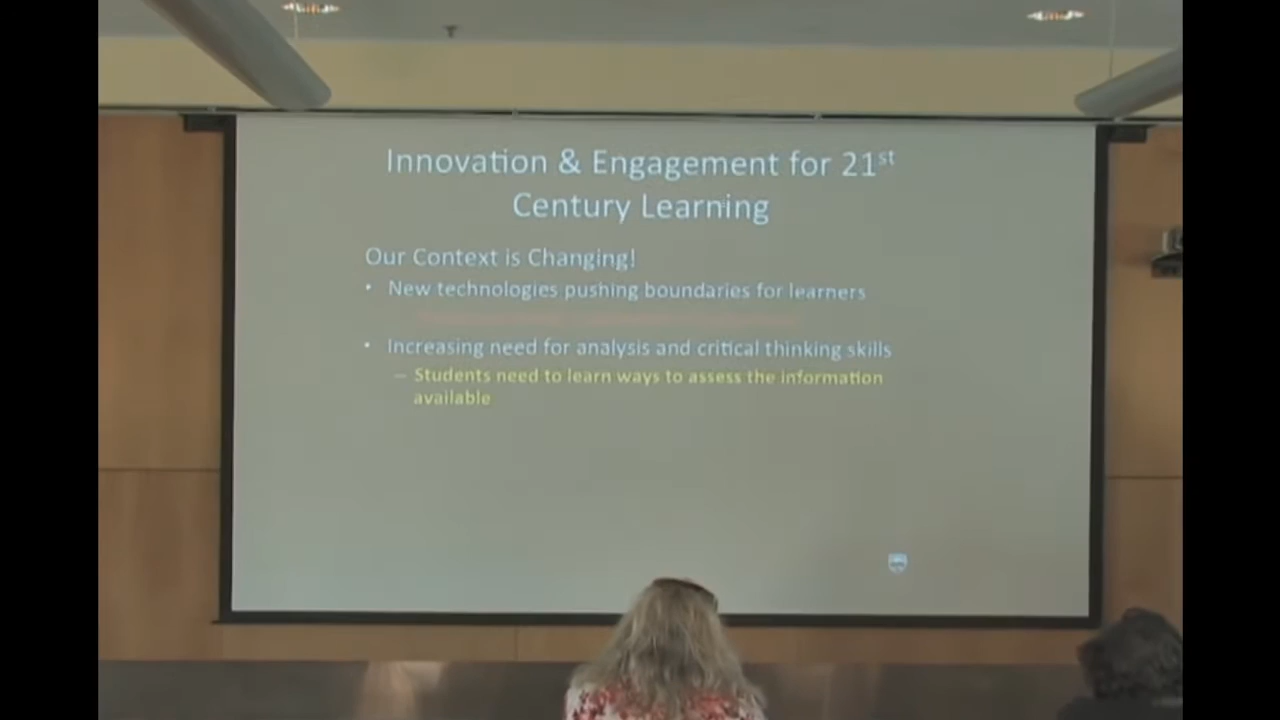 Innovation & Engagement for 21st
Century Learning
Our Context is Changing!
• New technologies pushing boundaries for learners
• Increasing need for analysis and critical thinking skills
– Students need to learn ways to assess the information
available